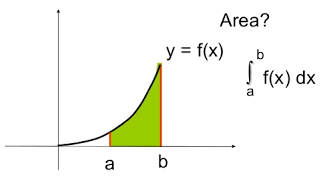 Area?
y = f(x)
b
∫ f(x) dx
a
a
b